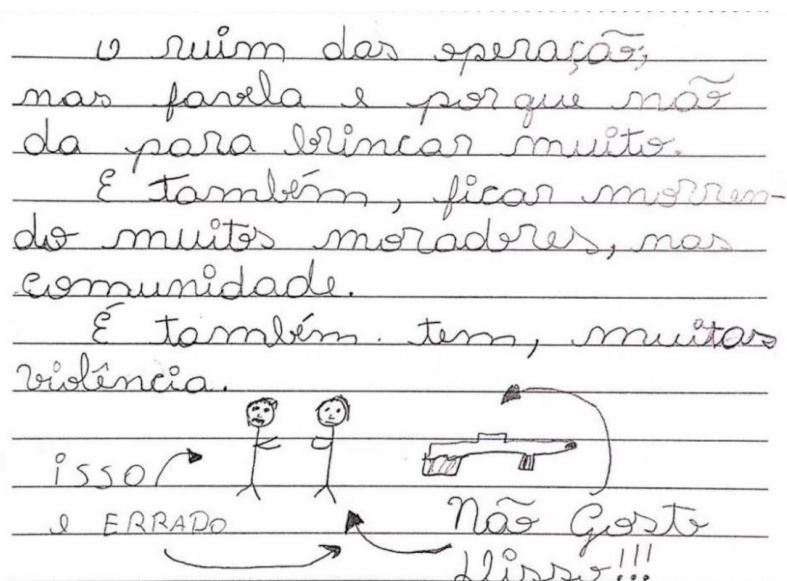 O ruim das operação,
nas favela e porque não
da para brincar muito.
E também, ficar morren-
do muitos moradores, nas
comunidade.
É também. tem, muitas
violência.
isso
e ERRADO
Não Gosto
disso!!!